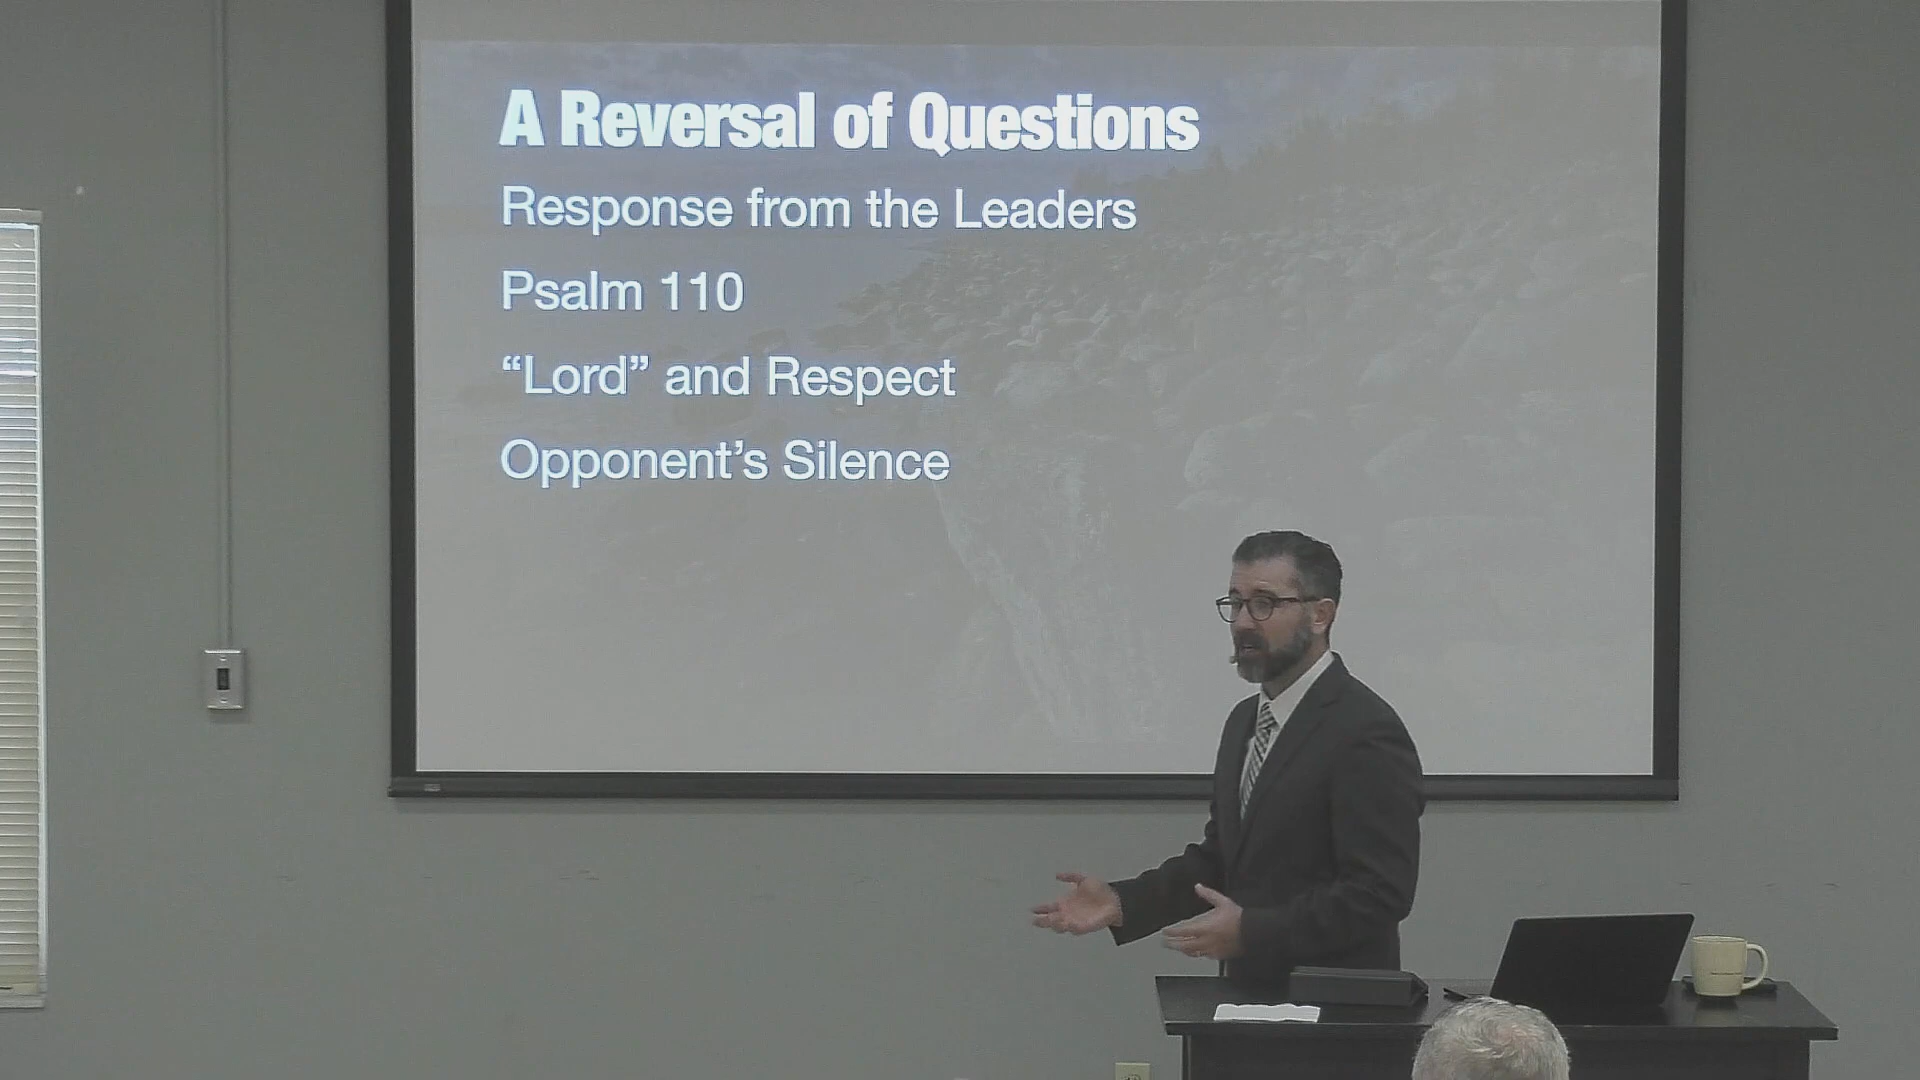 A Reversal of Questions
Response from the Leaders
Psalm 110
“Lord” and Respect
Opponent’s Silence